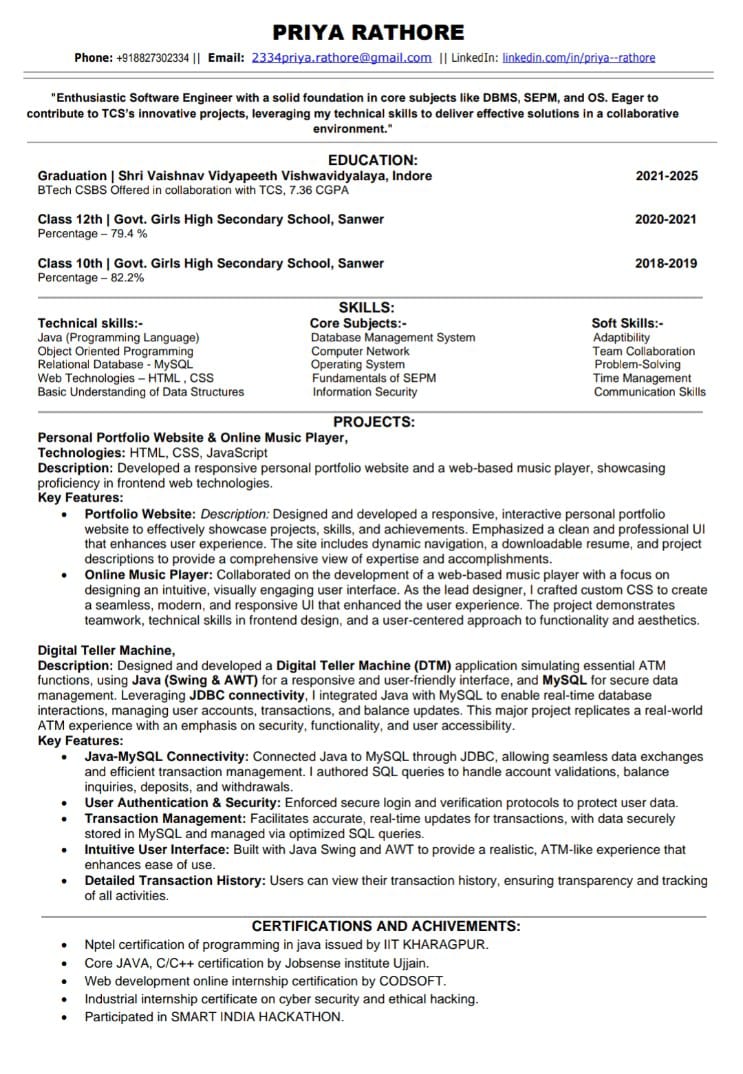 PRIYA RATHORE
Phone: +918827302334 || Email: 2334priya.rathore@gmail.com || LinkedIn: linkedin.com/in/priya--rathore
"Enthusiastic Software Engineer with a solid foundation in core subjects like DBMS, SEPM, and OS. Eager to
contribute to TCS's innovative projects, leveraging my technical skills to deliver effective solutions in a collaborative
environment."
EDUCATION:
Graduation | Shri Vaishnav Vidyapeeth Vishwavidyalaya, Indore 2021-2025
BTech CSBS Offered in collaboration with TCS, 7.36 CGPA
Class 12th | Govt. Girls High Secondary School, Sanwer 2020-2021
Percentage – 79.4 %
Class 10th | Govt. Girls High Secondary School, Sanwer 2018-2019
Percentage – 82.2%
SKILLS:
Technical skills:- Core Subjects:- Soft Skills:-
Java (Programming Language) Database Management System Adaptibility
Object Oriented Programming Computer Network Team Collaboration
Relational Database - MySQL Operating System Problem-Solving
Web Technologies – HTML , CSS Fundamentals of SEPM Time Management
Basic Understanding of Data Structures Information Security Communication Skills
PROJECTS:
Personal Portfolio Website & Online Music Player,
Technologies: HTML, CSS, JavaScript
Description: Developed a responsive personal portfolio website and a web-based music player, showcasing
proficiency in frontend web technologies.
Key Features:
• Portfolio Website: Description: Designed and developed a responsive, interactive personal portfolio
website to effectively showcase projects, skills, and achievements. Emphasized a clean and professional UI
that enhances user experience. The site includes dynamic navigation, a downloadable resume, and project
descriptions to provide a comprehensive view of expertise and accomplishments.
• Online Music Player: Collaborated on the development of a web-based music player with a focus on
designing an intuitive, visually engaging user interface. As the lead designer, I crafted custom CSS to create
a seamless, modern, and responsive UI that enhanced the user experience. The project demonstrates
teamwork, technical skills in frontend design, and a user-centered approach to functionality and aesthetics.
Digital Teller Machine,
Description: Designed and developed a Digital Teller Machine (DTM) application simulating essential ATM
functions, using Java (Swing & AWT) for a responsive and user-friendly interface, and MySQL for secure data
management. Leveraging JDBC connectivity, I integrated Java with MySQL to enable real-time database
interactions, managing user accounts, transactions, and balance updates. This major project replicates a real-world
ATM experience with an emphasis on security, functionality, and user accessibility.
Key Features:
• Java-MySQL Connectivity: Connected Java to MySQL through JDBC, allowing seamless data exchanges
and efficient transaction management. I authored SQL queries to handle account validations, balance
inquiries, deposits, and withdrawals.
• User Authentication & Security: Enforced secure login and verification protocols to protect user data.
• Transaction Management: Facilitates accurate, real-time updates for transactions, with data securely
stored in MySQL and managed via optimized SQL queries.
• Intuitive User Interface: Built with Java Swing and AWT to provide a realistic, ATM-like experience that
enhances ease of use.
• Detailed Transaction History: Users can view their transaction history, ensuring transparency and tracking
of all activities.
CERTIFICATIONS AND ACHIVEMENTS:
• Nptel certification of programming in java issued by IIT KHARAGPUR.
• Core JAVA, C/C++ certification by Jobsense institute Ujjain.
• Web development online internship certification by CODSOFT.
• Industrial internship certificate on cyber security and ethical hacking.
• Participated in SMART INDIA HACKATHON.